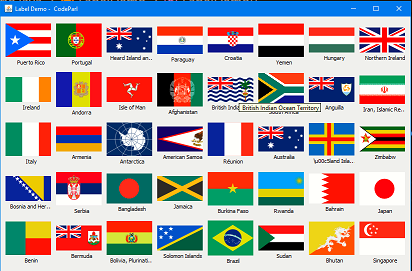 Label Demo - CodeParl
Puerto Rico Portugal Heard Island an... Paraguay Croatia Yemen Hungary Northern Ireland
Ireland Andorra Isle of Man Afghanistan British Indi British Indian Ocean Territory Anguilla Iran, Islamic Re...
Italy Armenia Antarctica American Samoa RÉunion Australia \u00c5land Isla... Zimbabw
Bosnia and Her... Serbia Bangladesh Jamaica Burkina Faso Rwanda Bahrain Japan
Benin Bermuda Bolivia, Plurinati... Solomon Islands Brazil Sudan Bhutan Singapore